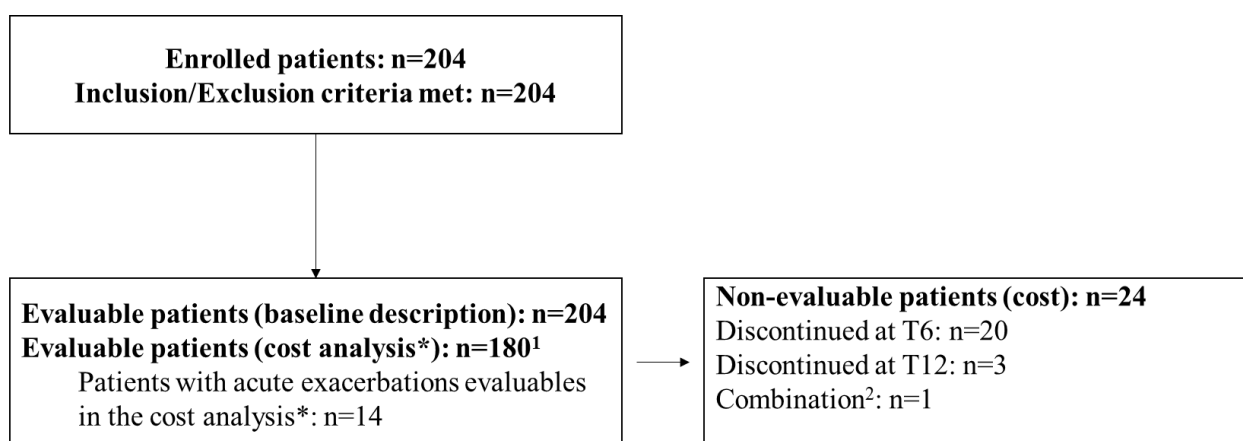 Enrolled patients: n=204
Inclusion/Exclusion criteria met: n=204
Evaluable patients (baseline description): n=204
Evaluable patients (cost analysis*): n=180¹
Patients with acute exacerbations evaluables
in the cost analysis*: n=14
Non-evaluable patients (cost): n=24
Discontinued at T6: n=20
Discontinued at T12: n=3
Combination²: n=1